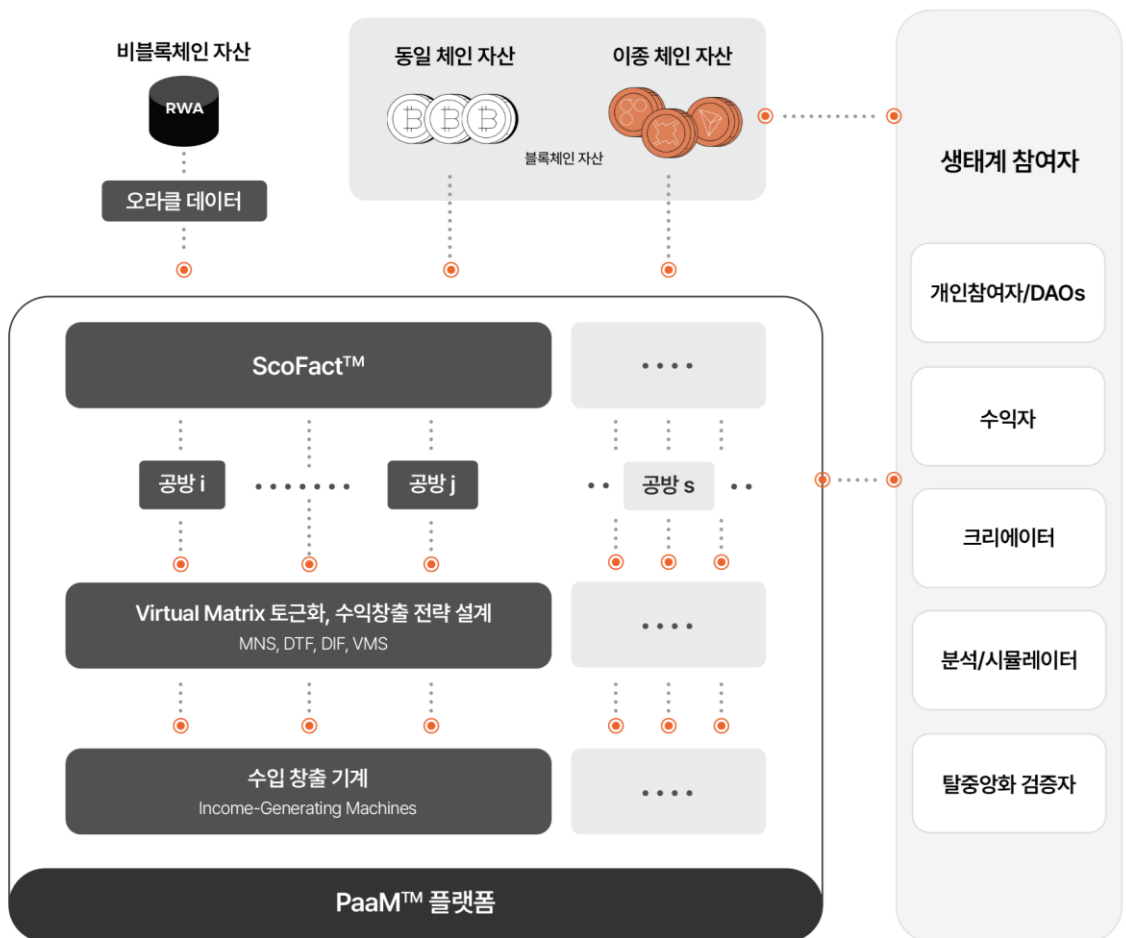 비블록체인 자산
RWA
오라클 데이터
동일 체인 자산
이종 체인 자산
블록체인 자산
생태계 참여자
개인참여자/DAOs
수익자
크리에이터
분석/시뮬레이터
탈중앙화 검증자
ScoFact™
• • • •
공방 i
• • • • • • •
공방 j
• •
공방 s
• •
Virtual Matrix 토큰화, 수익창출 전략 설계
MNS, DTF, DIF, VMS
• • • •
수입 창출 기계
Income-Generating Machines
• • • •
PaaM™ 플랫폼